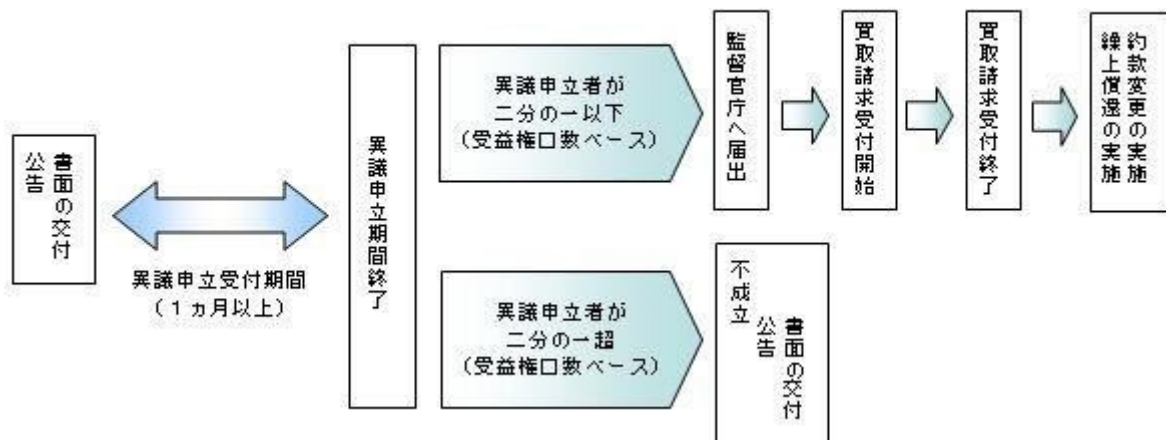 書面の交付
公告
異議申立受付期間
(1ヵ月以上)
異議申立期間終了
異議申立者が
二分の一以下
(受益権口数ベース)
監督官庁へ届出
買取請求受付開始
買取請求受付終了
約款変更の実施
繰上償還の実施
異議申立者が
二分の一超
(受益権口数ベース)
不成立
書面の交付
公告